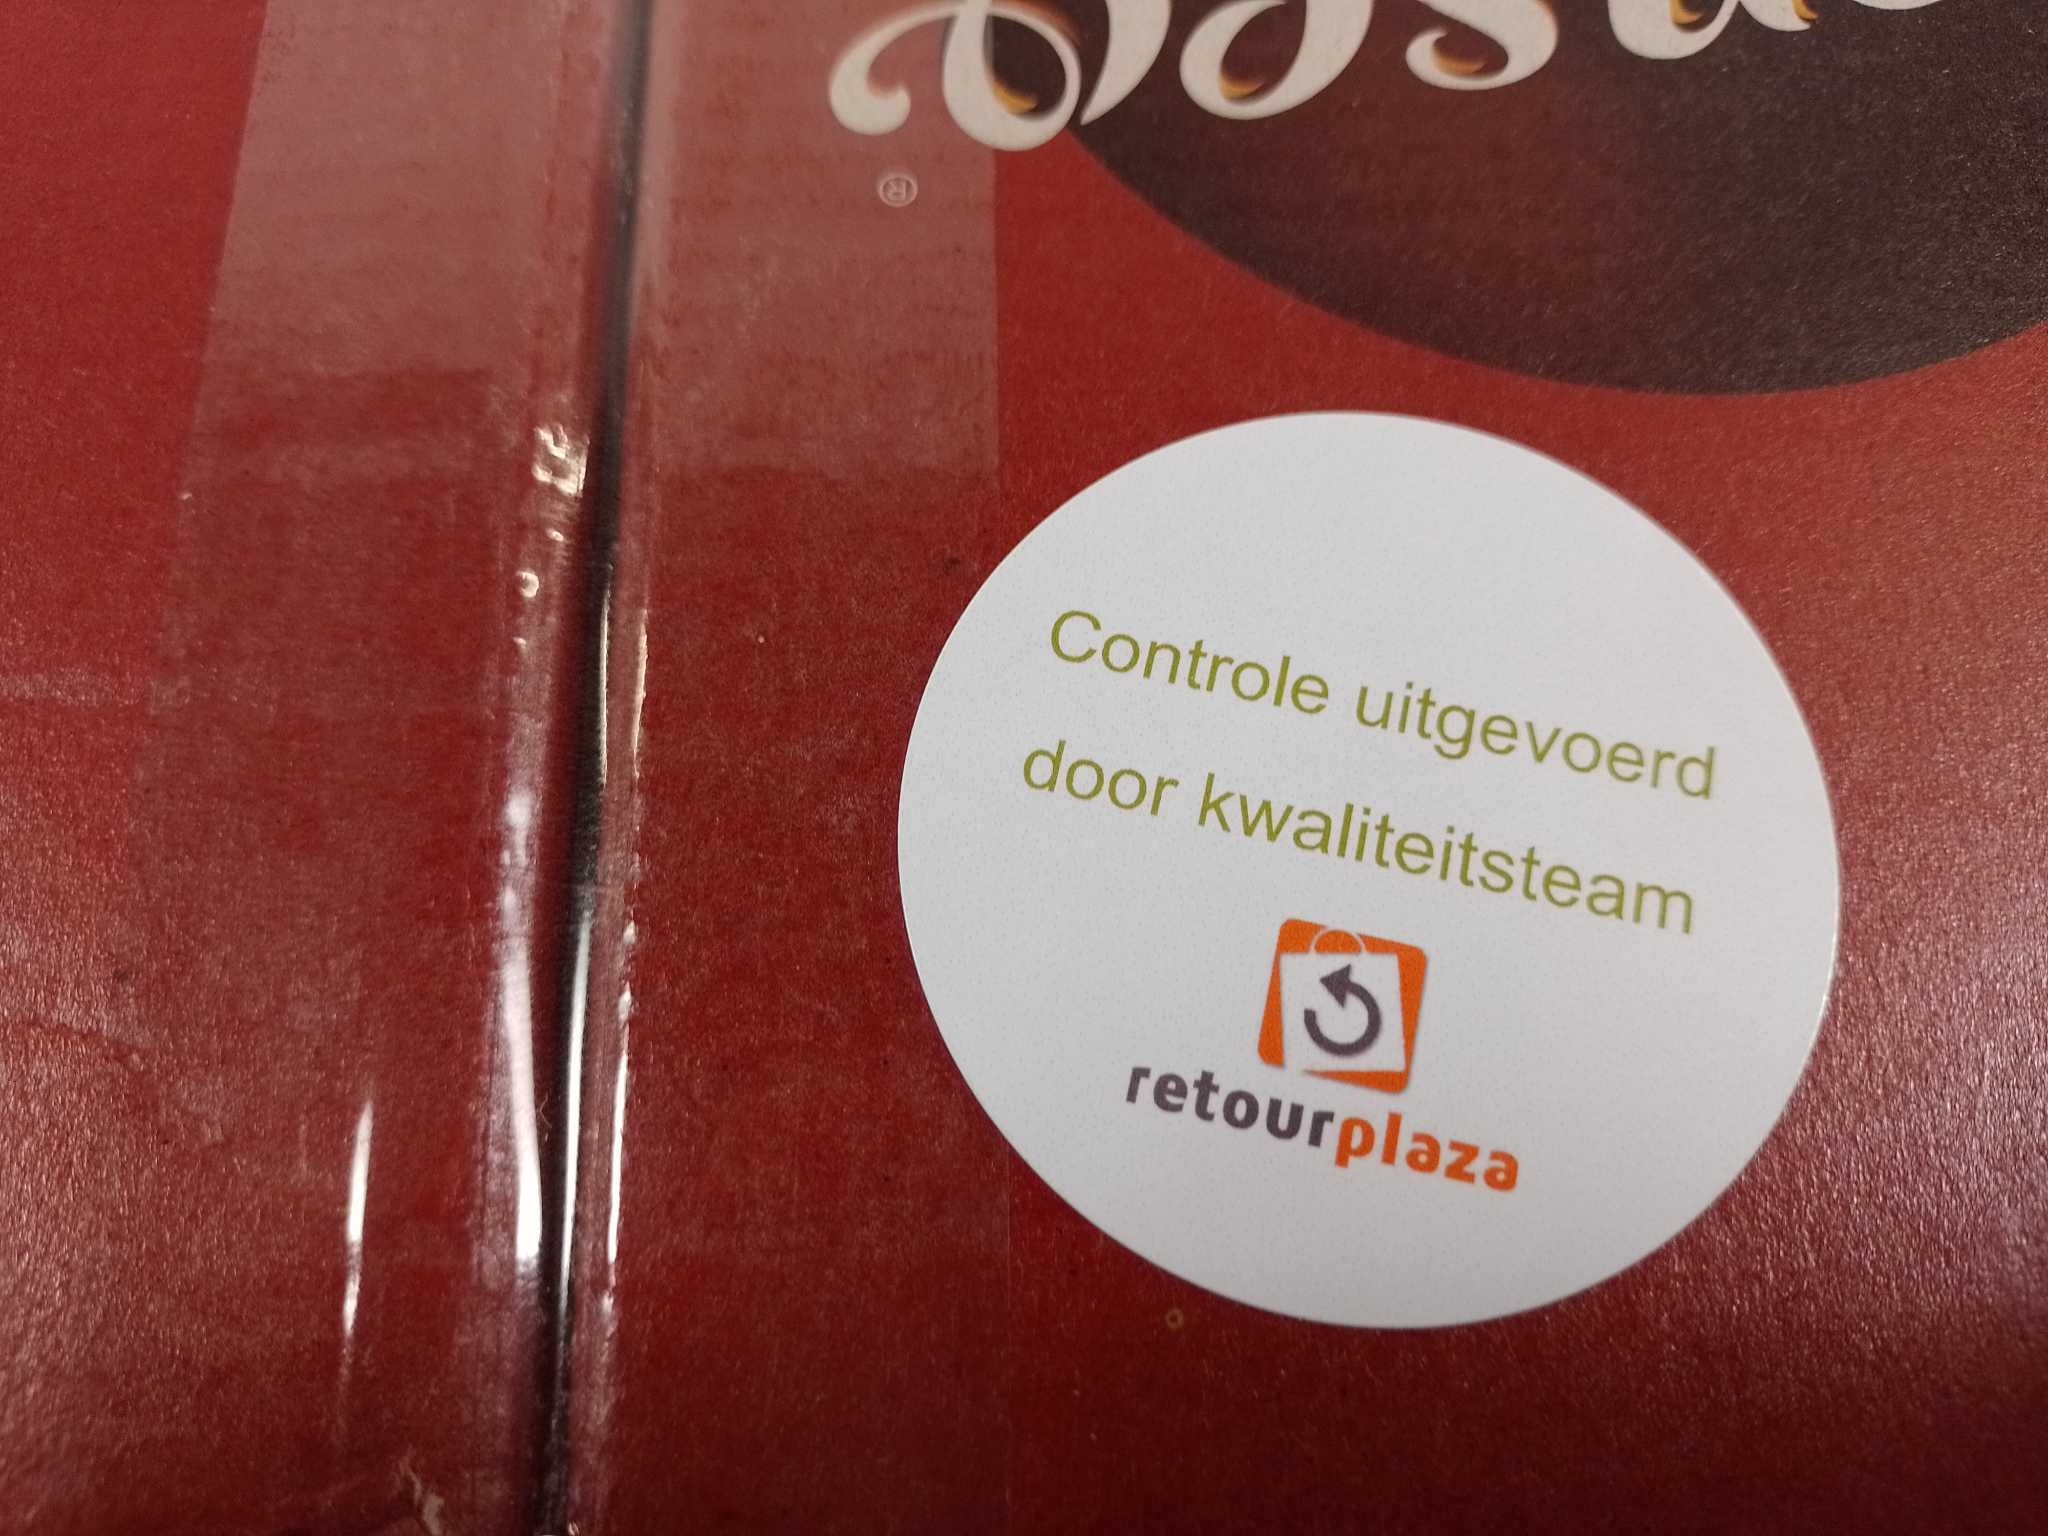 ®
Controle uitgevoerd
door kwaliteitsteam
retourplaza